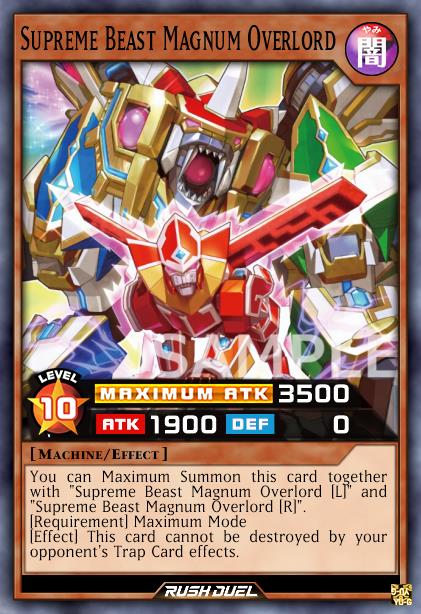 Supreme Beast Magnum Overlord
やみ
闇
SAMPLE
LEVEL
10
MAXIMUM ATK 3500
ATK 1900 DEF 0
[Machine/Effect]
You can Maximum Summon this card together
with "Supreme Beast Magnum Overlord [L]" and
"Supreme Beast Magnum Overlord [R]".
[Requirement] Maximum Mode
[Effect] This card cannot be destroyed by your
opponent's Trap Card effects.
RUSH DUEL